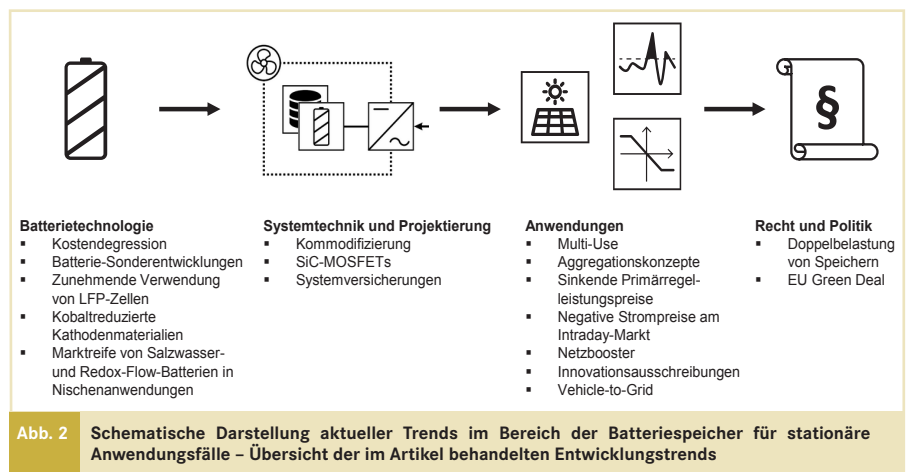 §
Batterietechnologie
▪ Kostendegression
▪ Batterie-Sonderentwicklungen
▪ Zunehmende Verwendung
von LFP-Zellen
▪ Kobaltreduzierte
Kathodenmaterialien
▪ Marktreife von Salzwasser-
und Redox-Flow-Batterien in
Nischenanwendungen
Systemtechnik und Projektierung
▪ Kommodifizierung
▪ SiC-MOSFETs
▪ Systemversicherungen
Anwendungen
▪ Multi-Use
▪ Aggregationskonzepte
▪ Sinkende Primärregel-
leistungspreise
▪ Negative Strompreise am
Intraday-Markt
▪ Netzbooster
▪ Innovationsausschreibungen
▪ Vehicle-to-Grid
Recht und Politik
▪ Doppelbelastung
von Speichern
▪ EU Green Deal
Abb. 2 Schematische Darstellung aktueller Trends im Bereich der Batteriespeicher für stationäre
Anwendungsfälle – Übersicht der im Artikel behandelten Entwicklungstrends